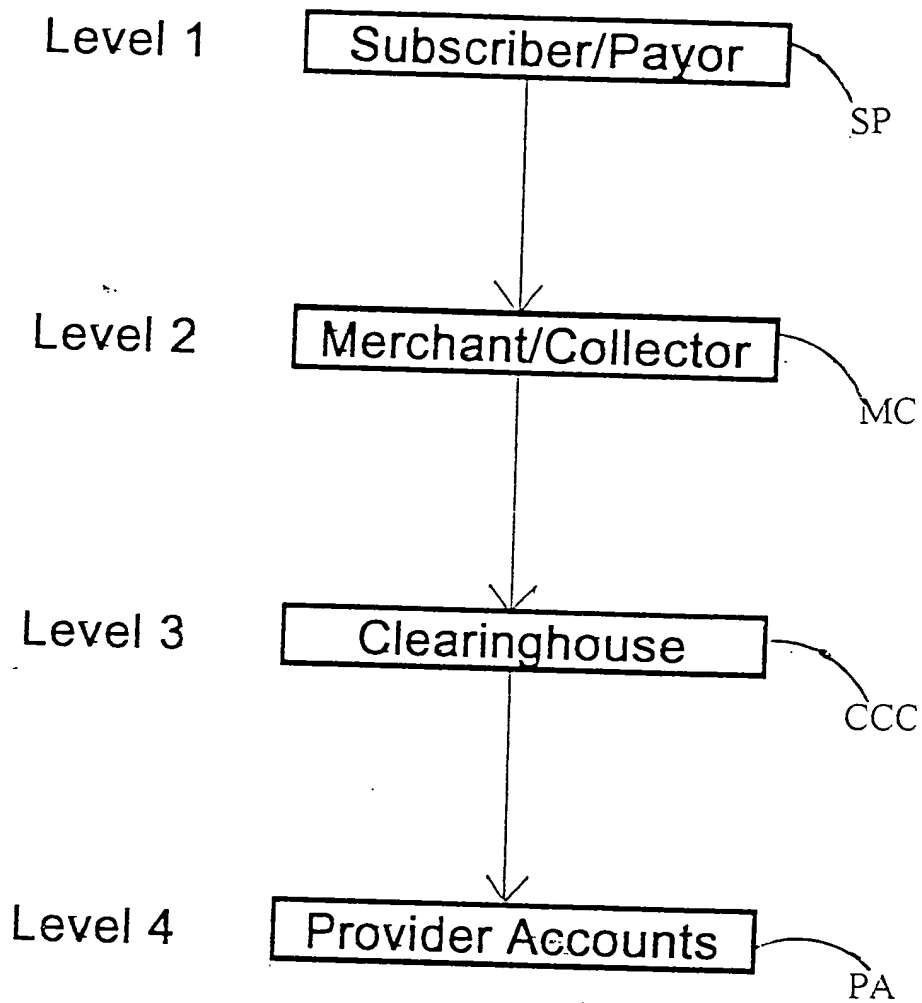 Level 1 Subscriber/Payor
SP
Level 2 Merchant/Collector
MC
Level 3 Clearinghouse
CCC
Level 4 Provider Accounts
PA